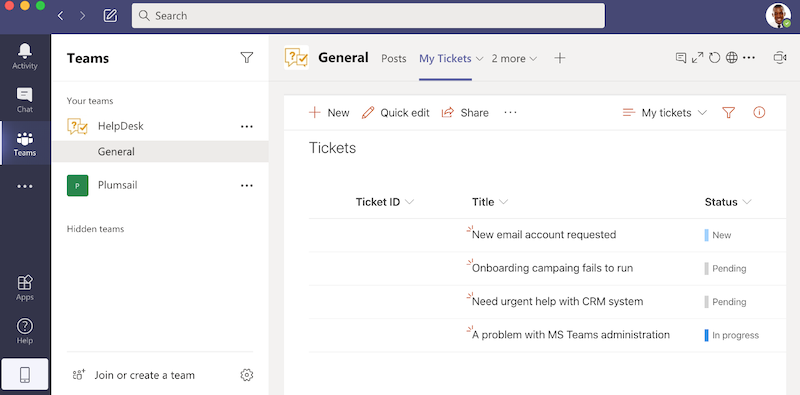 Search
Activity
Chat
Teams
Apps
Help
Teams
Your teams
HelpDesk
General
P Plumsail
Hidden teams
Join or create a team
General Posts My Tickets 2 more
New Quick edit Share My tickets
Tickets
Ticket ID Title Status
New email account requested New
Onboarding campaing fails to run Pending
Need urgent help with CRM system Pending
A problem with MS Teams administration In progress